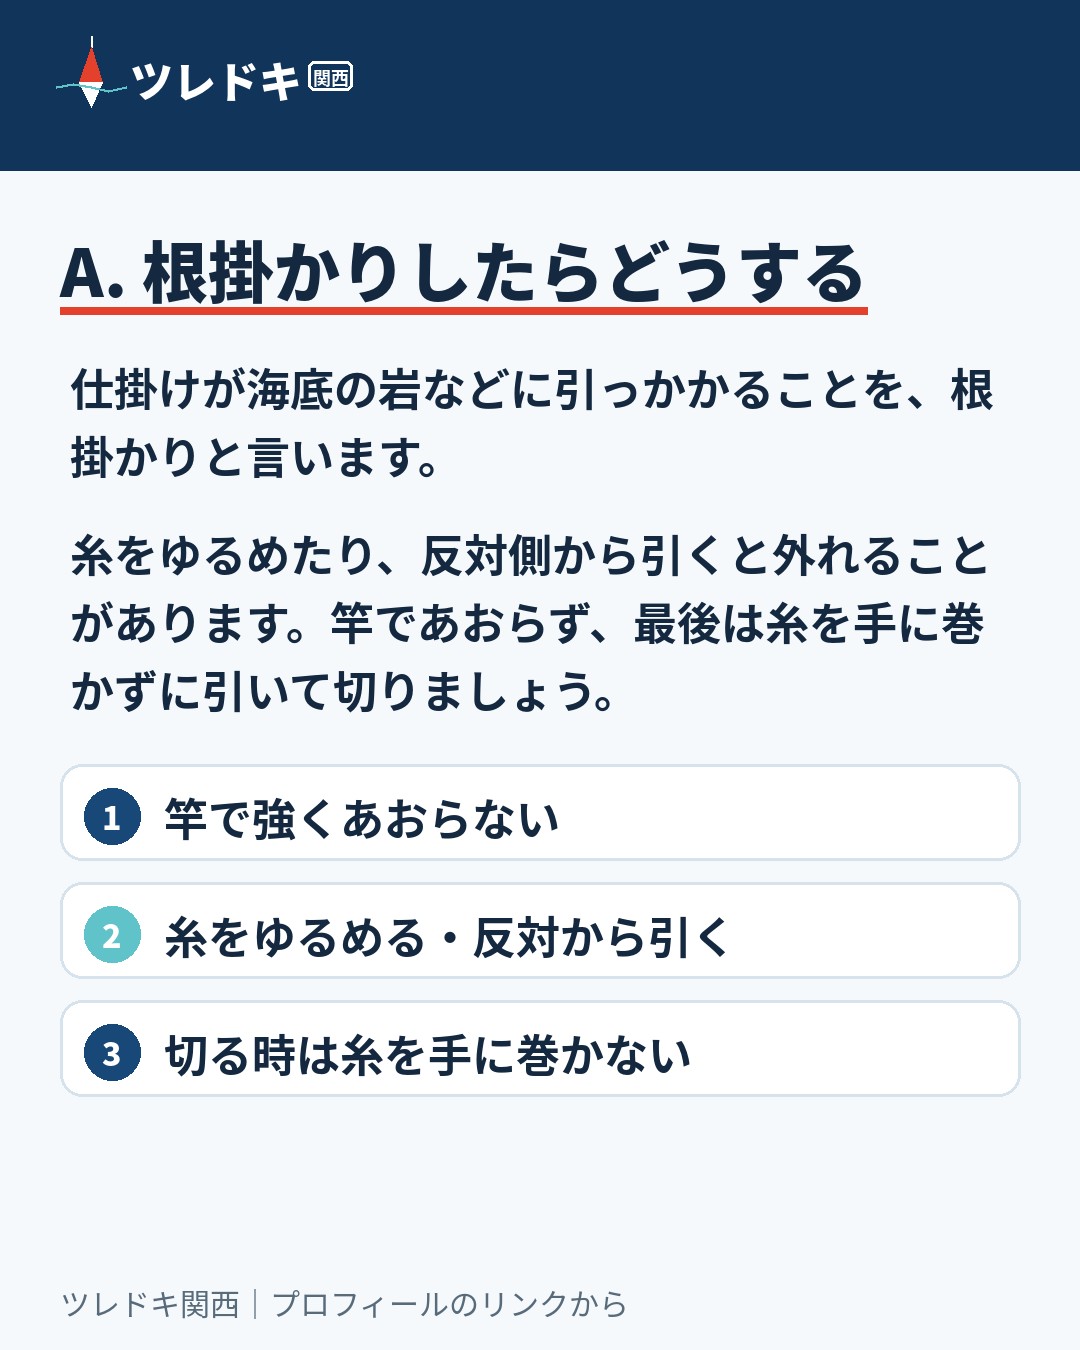 ツレドキ 関西
A. 根掛かりしたらどうする
仕掛けが海底の岩などに引っかかることを、根
掛かりと言います。
糸をゆるめたり、反対側から引くと外れること
があります。竿であおらず、最後は糸を手に巻
かずに引いて切りましょう。
1 竿で強くあおらない
2 糸をゆるめる・反対から引く
3 切る時は糸を手に巻かない
ツレドキ関西｜プロフィールのリンクから